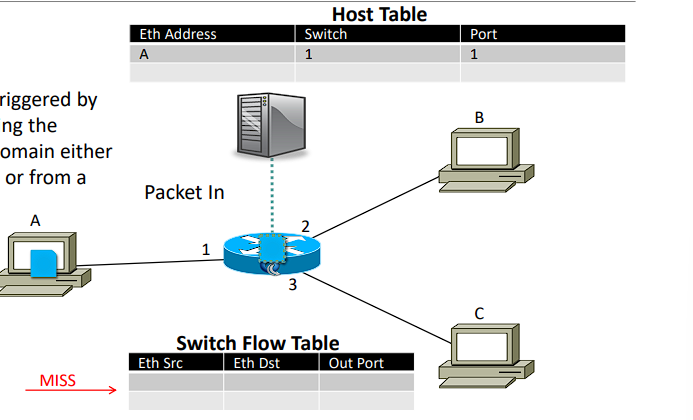 Host Table
Eth Address Switch Port
A 1 1
riggered by
ing the
omain either
or from a
Packet In
B
A
2
1
3
C
Switch Flow Table
Eth Src Eth Dst Out Port
MISS